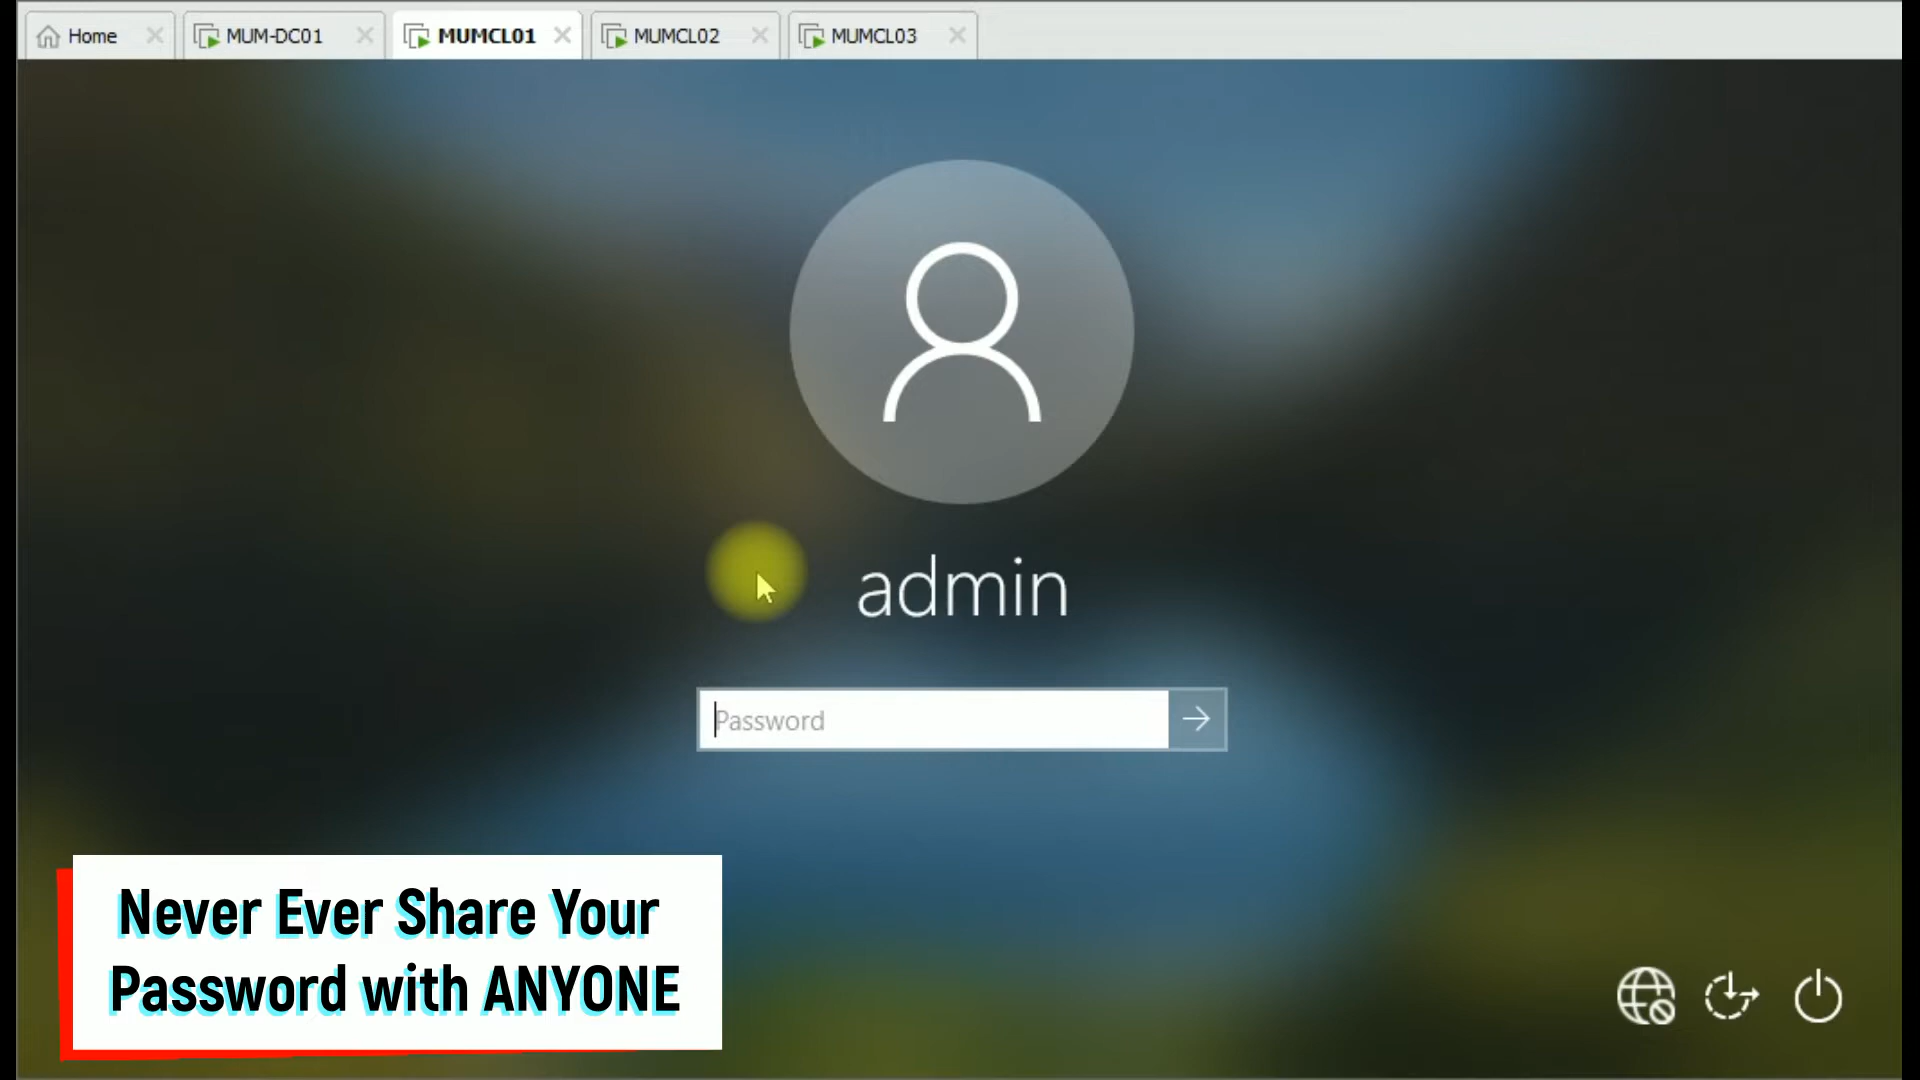 Home
MUM-DC01
MUMCL01
MUMCL02
MUMCL03
admin
Password
Never Ever Share Your
Password with ANYONE